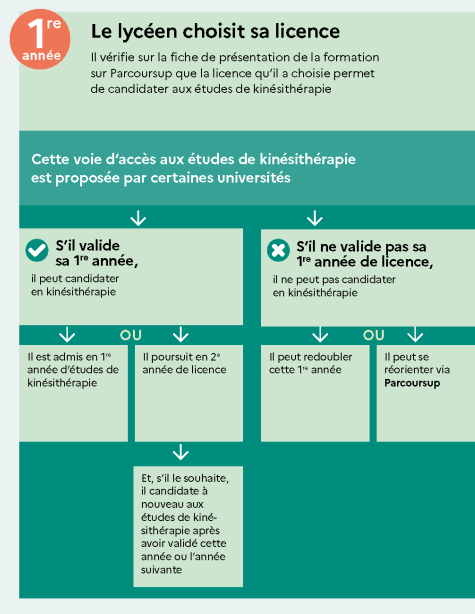 1re
année
Le lycéen choisit sa licence
Il vérifie sur la fiche de présentation de la formation
sur Parcoursup que la licence qu'il a choisie permet
de candidater aux études de kinésithérapie
Cette voie d'accès aux études de kinésithérapie
est proposée par certaines universités
S'il valide
sa 1re année,
il peut candidater
en kinésithérapie
S'il ne valide pas sa
1re année de licence,
il ne peut pas candidater
en kinésithérapie
OU
OU
Il est admis en 1re
année d'études de
kinésithérapie
Il poursuit en 2e
année de licence
Il peut redoubler
cette 1re année
Il peut se
réorienter via
Parcoursup
Et, s'il le souhaite,
il candidate à
nouveau aux
études de kiné-
sithérapie après
avoir validé cette
année ou l'année
suivante